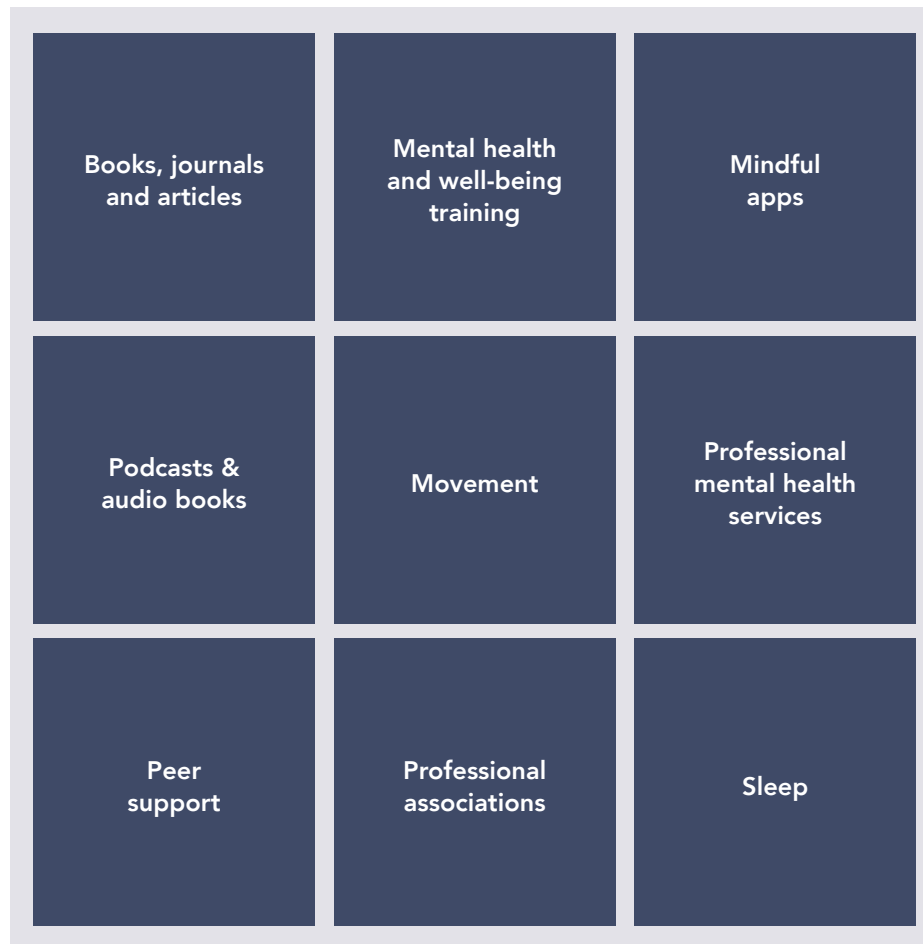 Books, journals
and articles
Mental health
and well-being
training
Mindful
apps
Podcasts &
audio books
Movement
Professional
mental health
services
Peer
support
Professional
associations
Sleep